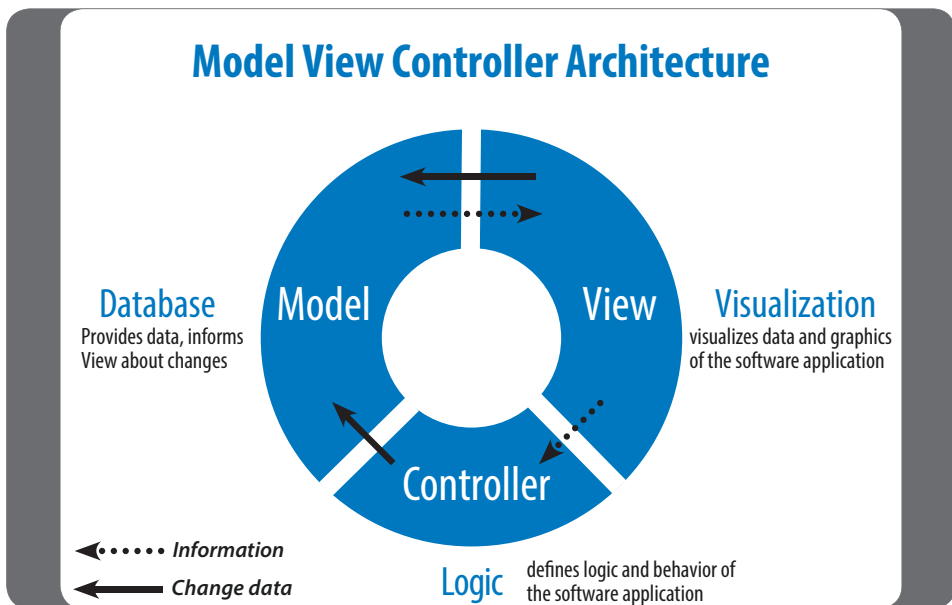 Model View Controller Architecture
Model
View
Database
Provides data, informs
View about changes
Visualization
visualizes data and graphics
of the software application
Controller
Information
Change data
Logic
defines logic and behavior of
the software application